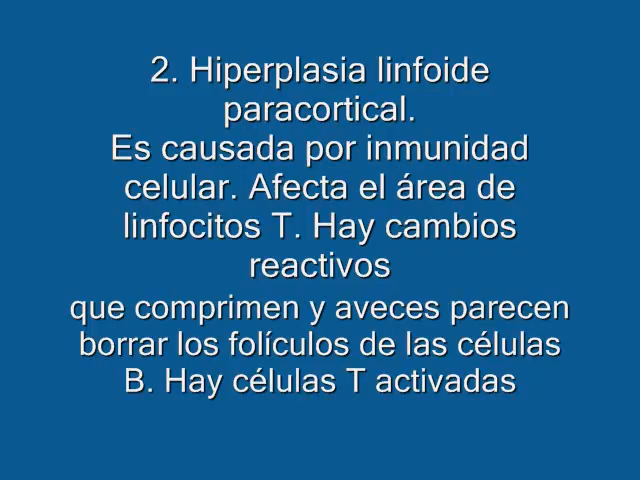 2. Hiperplasia linfoide
paracortical.
Es causada por inmunidad
celular. Afecta el área de
linfocitos T. Hay cambios
reactivos
que comprimen y aveces parecen
borrar los folículos de las células
B. Hay células T activadas